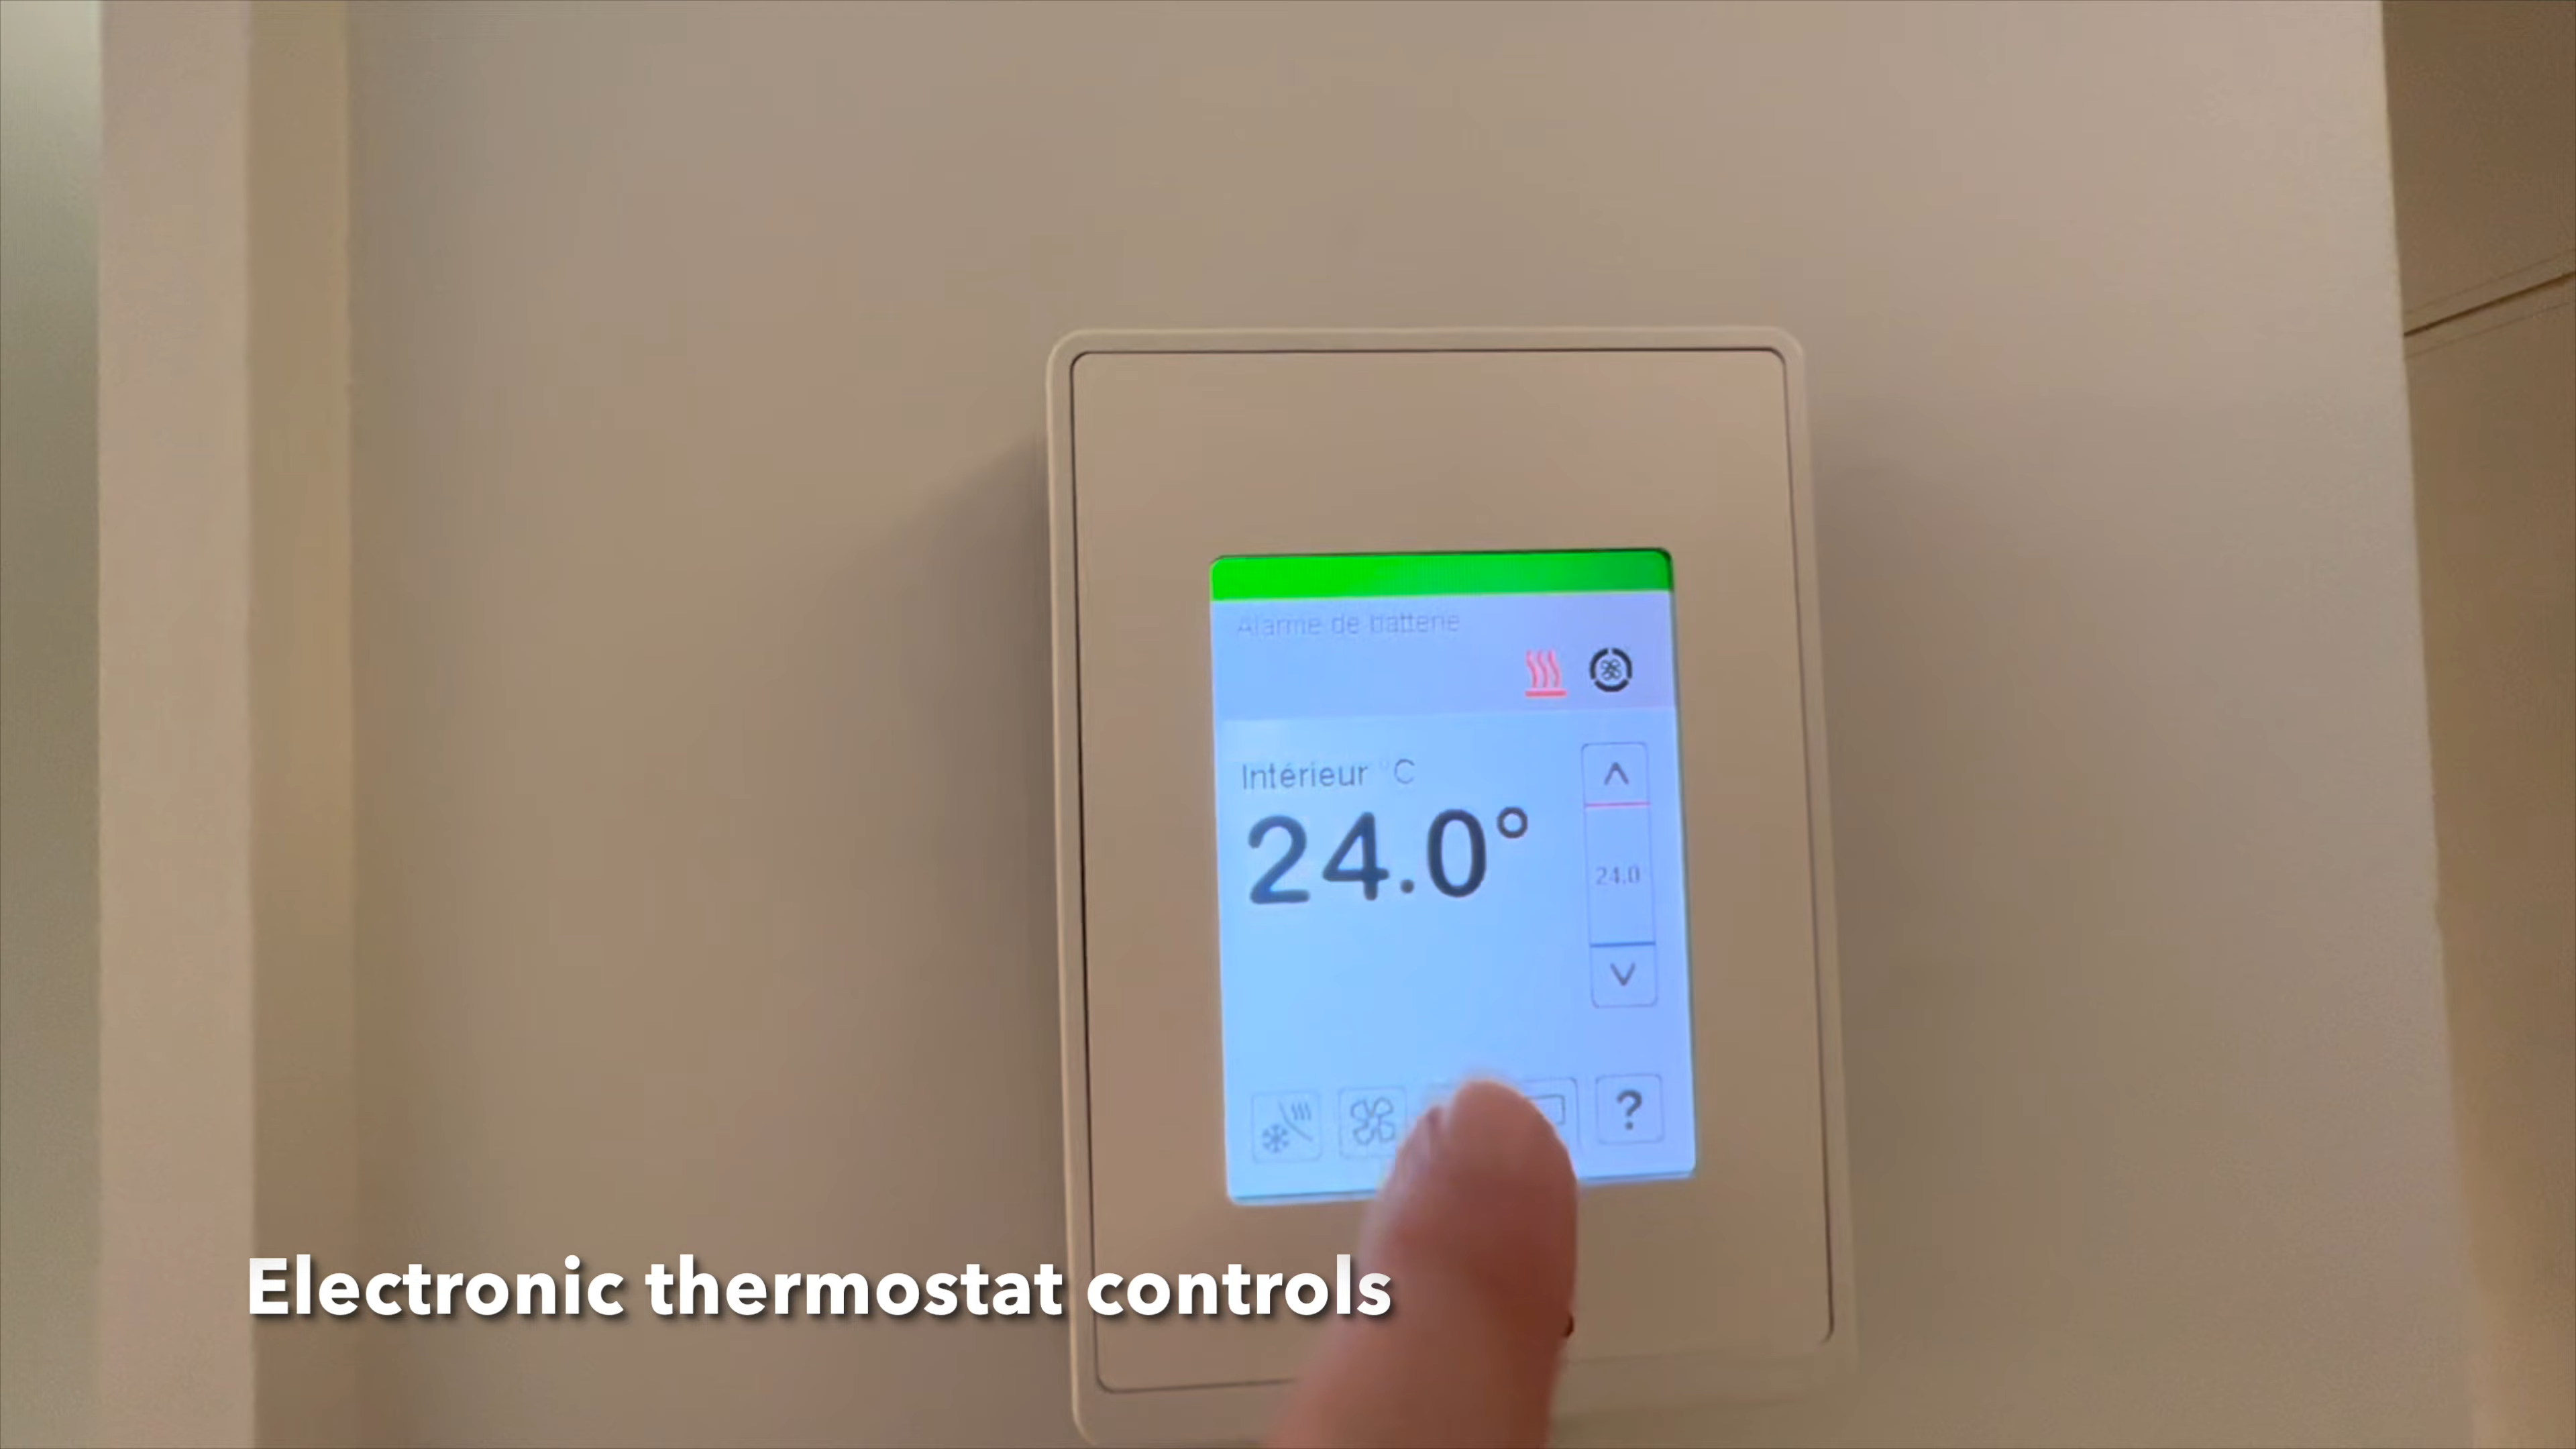 Alarme de batterie
Intérieur °C
24.0°
24.0
?
Electronic thermostat controls